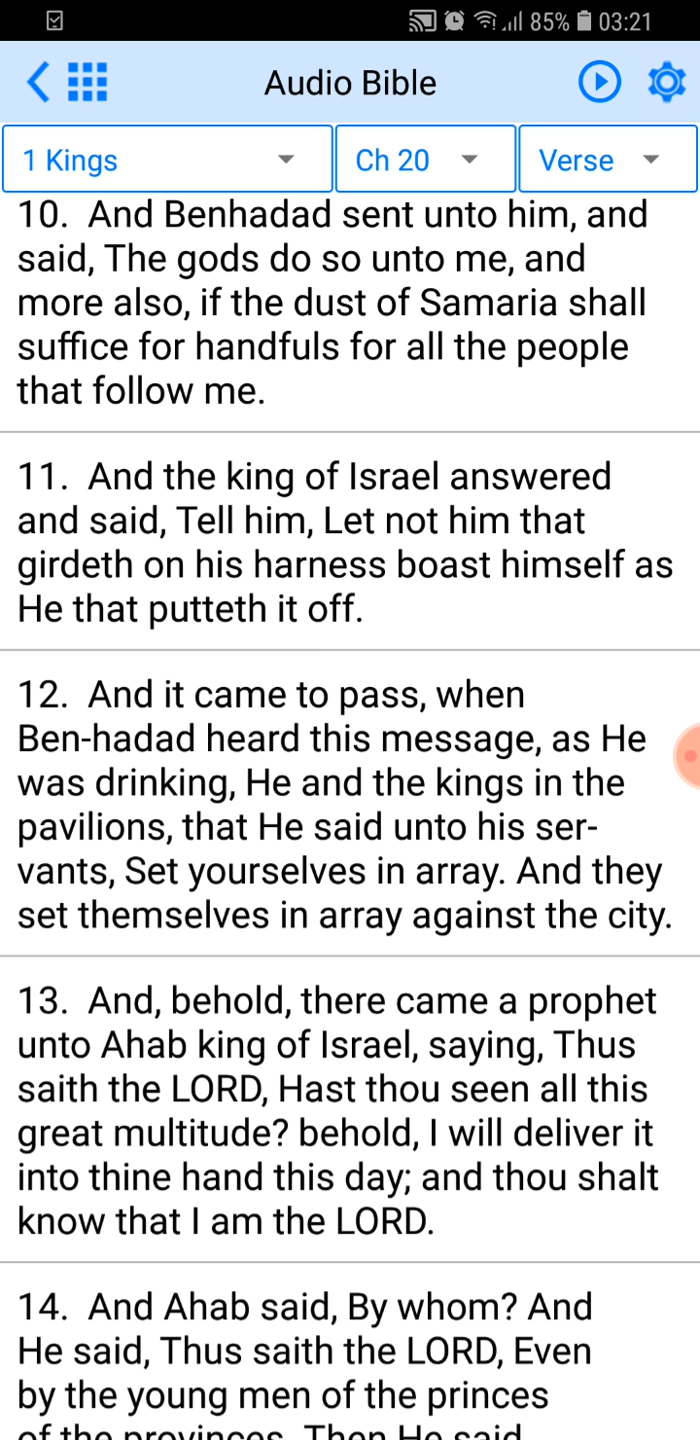 85% 03:21
Audio Bible
1 Kings Ch 20 Verse
10. And Benhadad sent unto him, and
said, The gods do so unto me, and
more also, if the dust of Samaria shall
suffice for handfuls for all the people
that follow me.
11. And the king of Israel answered
and said, Tell him, Let not him that
girdeth on his harness boast himself as
He that putteth it off.
12. And it came to pass, when
Ben-hadad heard this message, as He
was drinking, He and the kings in the
pavilions, that He said unto his ser-
vants, Set yourselves in array. And they
set themselves in array against the city.
13. And, behold, there came a prophet
unto Ahab king of Israel, saying, Thus
saith the LORD, Hast thou seen all this
great multitude? behold, I will deliver it
into thine hand this day; and thou shalt
know that I am the LORD.
14. And Ahab said, By whom? And
He said, Thus saith the LORD, Even
by the young men of the princes
of the provinces. Then He said,